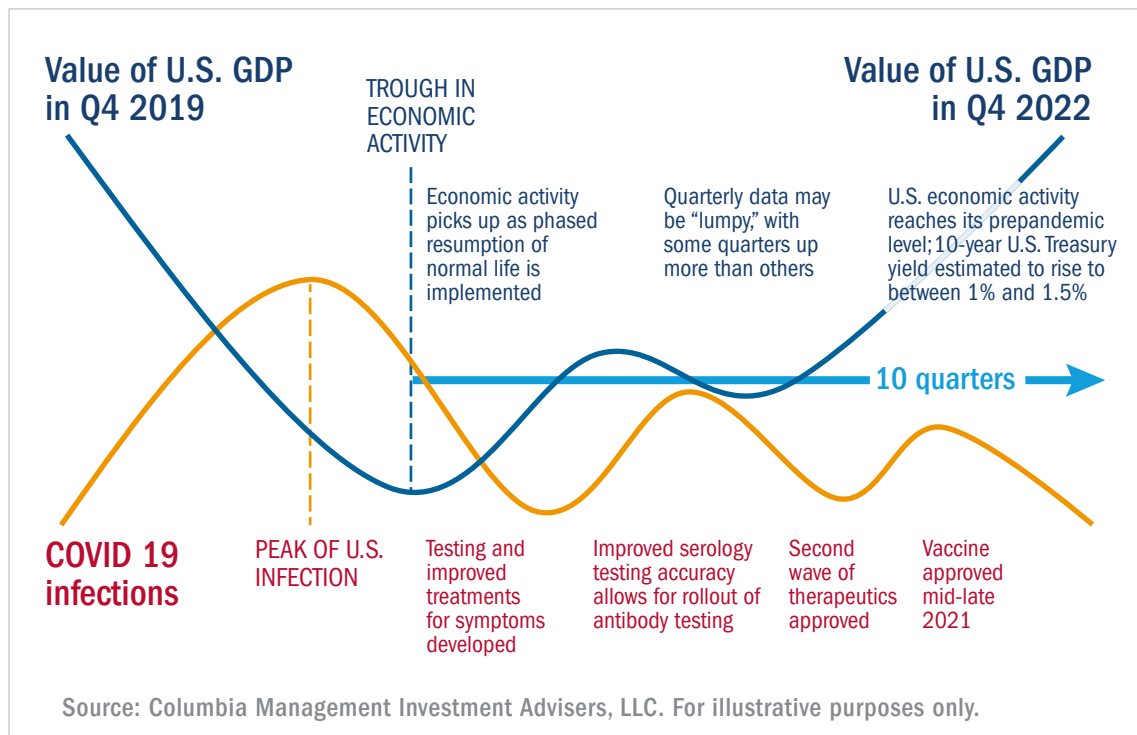 Value of U.S. GDP
in Q4 2019
TROUGH IN
ECONOMIC
ACTIVITY
Value of U.S. GDP
in Q4 2022
Economic activity
picks up as phased
resumption of
normal life is
implemented
Quarterly data may
be “lumpy,” with
some quarters up
more than others
U.S. economic activity
reaches its prepandemic
level; 10-year U.S. Treasury
yield estimated to rise to
between 1% and 1.5%
10 quarters
COVID 19
infections
PEAK OF U.S.
INFECTION
Testing and
improved
treatments
for symptoms
developed
Improved serology
testing accuracy
allows for rollout of
antibody testing
Second
wave of
therapeutics
approved
Vaccine
approved
mid-late
2021
Source: Columbia Management Investment Advisers, LLC. For illustrative purposes only.